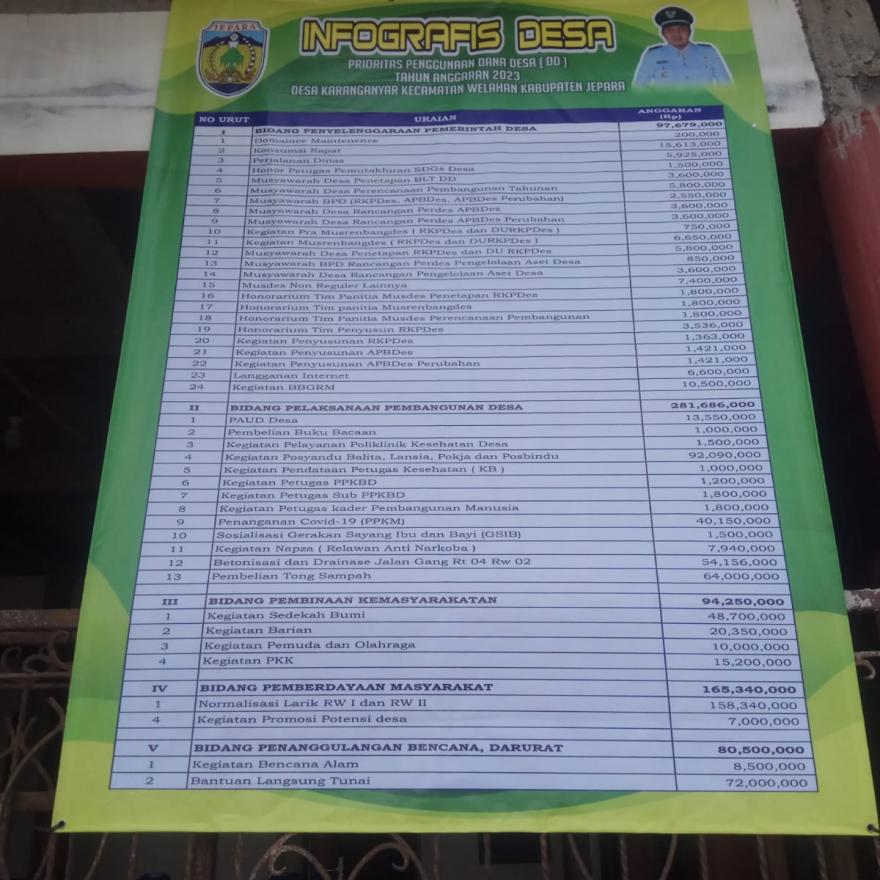 JEPARA
INFOGRAFIS DESA
PRIORITAS PENGGUNAAN DANA DESA ( DD )
TAHUN ANGGARAN 2023
DESA KARANGANYAR KECAMATAN WELAHAN KABUPATEN JEPARA
NO URUT URAIAN ANGGARAN (Rp)
I BIDANG PENYELENGGARAAN PEMERINTAH DESA 97,679,000
1 Domaince Maintenence 200,000
2 Konsumsi Rapat 15,613,000
3 Perjalanan Dinas 5,925,000
4 Honor Petugas Pemutakhiran SDGs Desa 1,500,000
5 Musyawarah Desa Penetapan BLT DD 3,600,000
6 Musyawarah Desa Perencanaan Pembangunan Tahunan 5,800,000
7 Musyawarah BPD (RKPDes, APBDes, APBDes Perubahan) 2,550,000
8 Musyawarah Desa Rancangan Perdes APBDes 3,600,000
9 Musyawarah Desa Rancangan Perdes APBDes Perubahan 3,600,000
10 Kegiatan Pra Musrenbangdes ( RKPDes dan DURKPDes ) 750,000
11 Kegiatan Musrenbangdes ( RKPDes dan DURKPDes ) 6,650,000
12 Musyawarah Desa Penetapan RKPDes dan DU RKPDes 5,800,000
13 Musyawarah BPD Rancangan Perdes Pengelolaan Aset Desa 850,000
14 Musyawarah Desa Rancangan Pengelolaan Aset Desa 3,600,000
15 Musdes Non Reguler Lainnya 7,400,000
16 Honorarium Tim Panitia Musdes Penetapan RKPDes 1,800,000
17 Honorarium Tim panitia Musrenbangdes 1,800,000
18 Honorarium Tim Panitia Musdes Perencanaan Pembangunan 1,800,000
19 Honorarium Tim Penyusun RKPDes 3,536,000
20 Kegiatan Penyusunan RKPDes 1,363,000
21 Kegiatan Penyusunan APBDes 1,421,000
22 Kegiatan Penyusunan APBDes Perubahan 1,421,000
23 Langganan Internet 6,600,000
24 Kegiatan BBGRM 10,500,000
II BIDANG PELAKSANAAN PEMBANGUNAN DESA 281,686,000
1 PAUD Desa 13,550,000
2 Pembelian Buku Bacaan 1,000,000
3 Kegiatan Pelayanan Poliklinik Kesehatan Desa 1,500,000
4 Kegiatan Posyandu Balita, Lansia, Pokja dan Posbindu 92,090,000
5 Kegiatan Pendataan Petugas Kesehatan ( KB ) 1,000,000
6 Kegiatan Petugas PPKBD 1,200,000
7 Kegiatan Petugas Sub PPKBD 1,800,000
8 Kegiatan Petugas kader Pembangunan Manusia 1,800,000
9 Penanganan Covid-19 (PPKM) 40,150,000
10 Sosialisasi Gerakan Sayang Ibu dan Bayi (GSIB) 1,500,000
11 Kegiatan Napza ( Relawan Anti Narkoba ) 7,940,000
12 Betonisasi dan Drainase Jalan Gang Rt 04 Rw 02 54,156,000
13 Pembelian Tong Sampah 64,000,000
III BIDANG PEMBINAAN KEMASYARAKATAN 94,250,000
1 Kegiatan Sedekah Bumi 48,700,000
2 Kegiatan Barian 20,350,000
3 Kegiatan Pemuda dan Olahraga 10,000,000
4 Kegiatan PKK 15,200,000
IV BIDANG PEMBERDAYAAN MASYARAKAT 165,340,000
1 Normalisasi Larik RW I dan RW II 158,340,000
4 Kegiatan Promosi Potensi desa 7,000,000
V BIDANG PENANGGULANGAN BENCANA, DARURAT 80,500,000
1 Kegiatan Bencana Alam 8,500,000
2 Bantuan Langsung Tunai 72,000,000